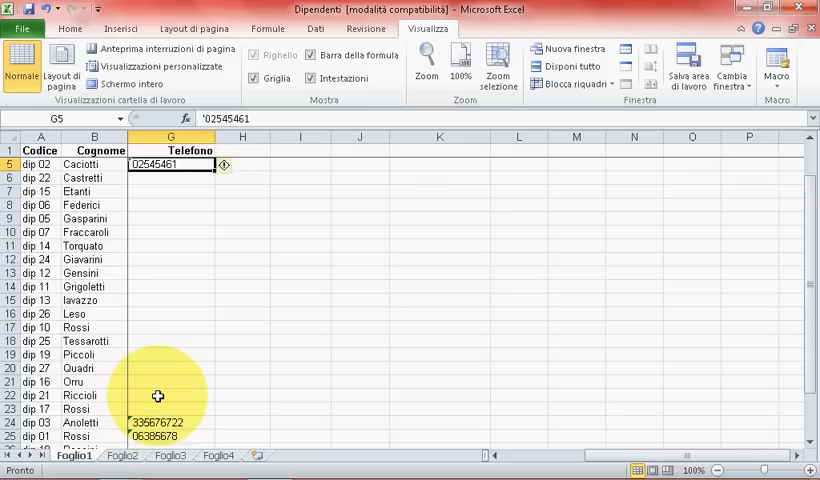 Dipendenti [modalità compatibilità] - Microsoft Excel
File Home Inserisci Layout di pagina Formule Dati Revisione Visualizza
Normale
Layout di pagina
Anteprima interruzioni di pagina
Visualizzazioni personalizzate
Schermo intero
Visualizzazioni cartella di lavoro
Righello
Barra della formula
Griglia
Intestazioni
Mostra
Zoom
100%
Zoom selezione
Zoom
Nuova finestra
Disponi tutto
Blocca riquadri
Salva area di lavoro
Cambia finestra
Finestra
Macro
Macro
G5 fx '02545461
A B G H I J K L M N O P
1 Codice Cognome Telefono
5 dip 02 Caciotti 02545461
6 dip 22 Castretti
7 dip 15 Etanti
8 dip 06 Federici
9 dip 05 Gasparini
10 dip 07 Fraccaroli
11 dip 14 Torquato
12 dip 24 Giavarini
13 dip 12 Gensini
14 dip 11 Grigoletti
15 dip 13 Iavazzo
16 dip 26 Leso
17 dip 10 Rossi
18 dip 25 Tessarotti
19 dip 19 Piccoli
20 dip 27 Quadri
21 dip 16 Orru
22 dip 21 Riccioli
23 dip 17 Rossi
24 dip 03 Anoletti 335676722
25 dip 01 Rossi 06385678
Foglio1 Foglio2 Foglio3 Foglio4
Pronto 100%